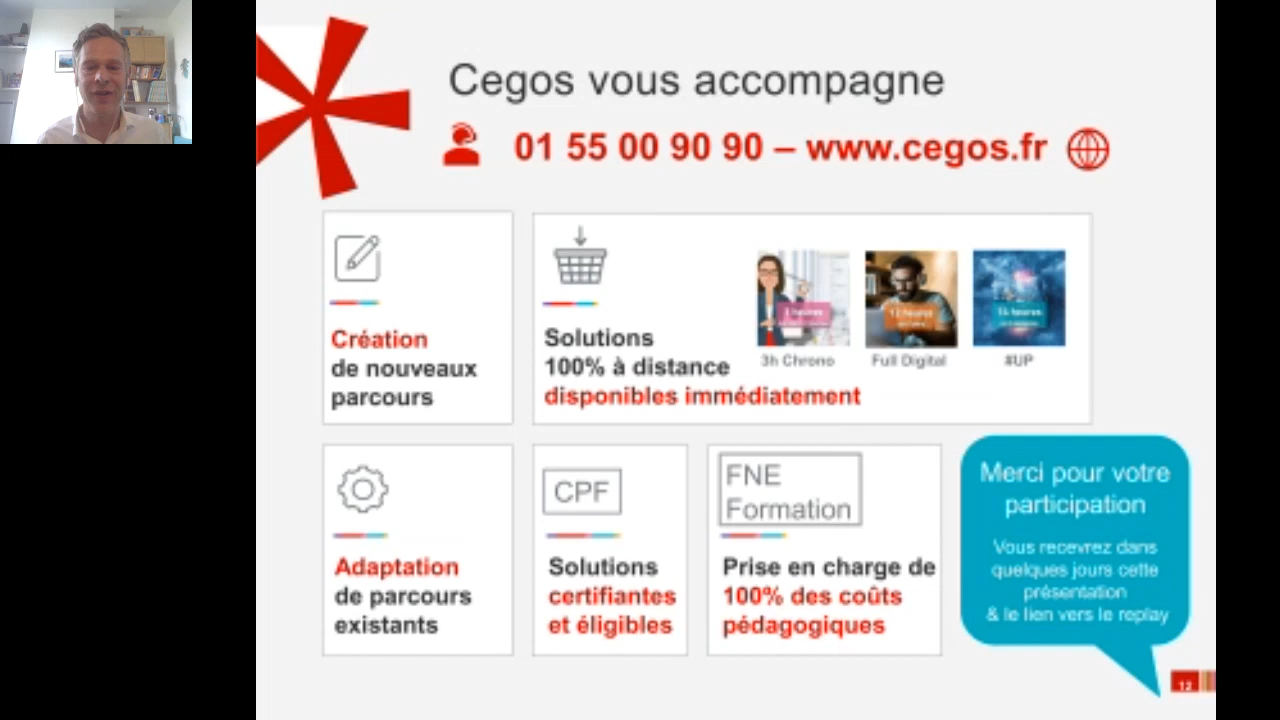 Cegos vous accompagne
01 55 00 90 90 – www.cegos.fr
Création
de nouveaux
parcours
Solutions
100% à distance
disponibles immédiatement
3h Chrono
Full Digital
#UP
Adaptation
de parcours
existants
CPF
Solutions
certifiantes
et éligibles
FNE
Formation
Prise en charge de
100% des coûts
pédagogiques
Merci pour votre
participation
Vous recevrez dans
quelques jours cette
présentation
& le lien vers le replay
12